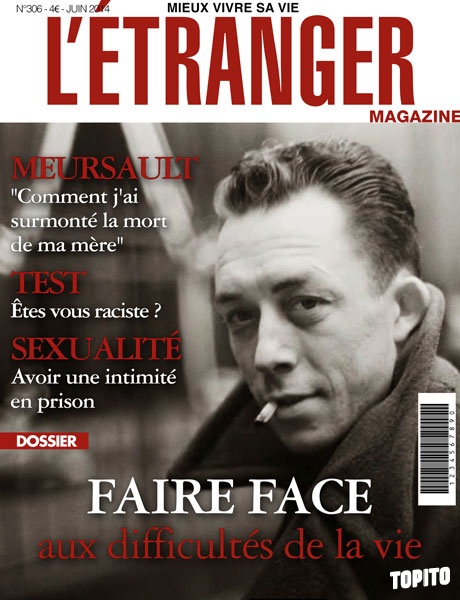 N°306 - 4€ - JUIN 2014
MIEUX VIVRE SA VIE
L'ÉTRANGER
MAGAZINE
MEURSAULT
"Comment j'ai
surmonté la mort
de ma mère"
TEST
Êtes vous raciste ?
SEXUALITÉ
Avoir une intimité
en prison
DOSSIER
1234567890
FAIRE FACE
aux difficultés de la vie
TOPITO